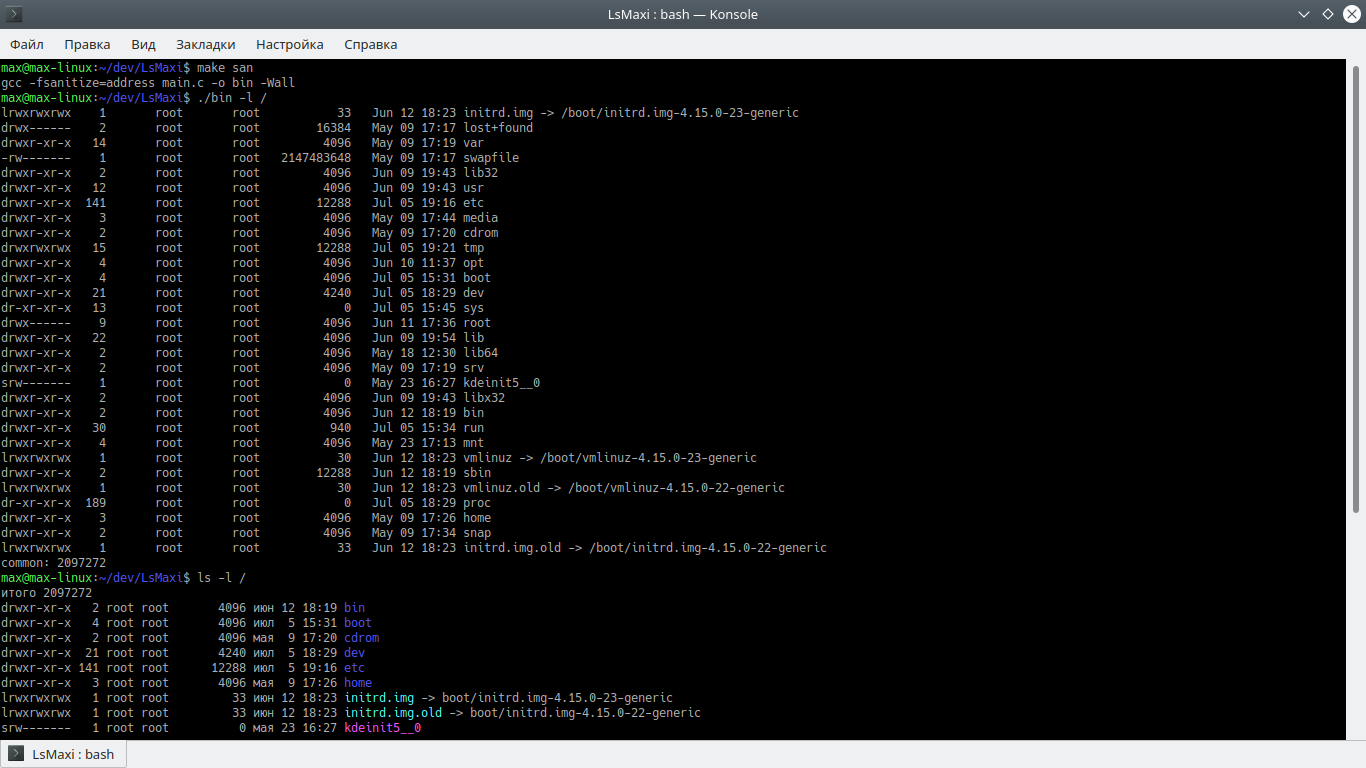 LsMaxi : bash — Konsole
Файл Правка Вид Закладки Настройка Справка
max@max-linux:~/dev/LsMaxi$ make san
gcc -fsanitize=address main.c -o bin -Wall
max@max-linux:~/dev/LsMaxi$ ./bin -l /
lrwxrwxrwx 1 root root 33 Jun 12 18:23 initrd.img -> /boot/initrd.img-4.15.0-23-generic
drwx------ 2 root root 16384 May 09 17:17 lost+found
drwxr-xr-x 14 root root 4096 May 09 17:19 var
-rw------- 1 root root 2147483648 May 09 17:17 swapfile
drwxr-xr-x 2 root root 4096 Jun 09 19:43 lib32
drwxr-xr-x 12 root root 4096 Jun 09 19:43 usr
drwxr-xr-x 141 root root 12288 Jul 05 19:16 etc
drwxr-xr-x 3 root root 4096 May 09 17:44 media
drwxr-xr-x 2 root root 4096 May 09 17:20 cdrom
drwxrwxrwx 15 root root 12288 Jul 05 19:21 tmp
drwxr-xr-x 4 root root 4096 Jun 10 11:37 opt
drwxr-xr-x 4 root root 4096 Jul 05 15:31 boot
drwxr-xr-x 21 root root 4240 Jul 05 18:29 dev
dr-xr-xr-x 13 root root 0 Jul 05 15:45 sys
drwx------ 9 root root 4096 Jun 11 17:36 root
drwxr-xr-x 22 root root 4096 Jun 09 19:54 lib
drwxr-xr-x 2 root root 4096 May 18 12:30 lib64
drwxr-xr-x 2 root root 4096 May 09 17:19 srv
srw------- 1 root root 0 May 23 16:27 kdeinit5__0
drwxr-xr-x 2 root root 4096 Jun 09 19:43 libx32
drwxr-xr-x 2 root root 4096 Jun 12 18:19 bin
drwxr-xr-x 30 root root 940 Jul 05 15:34 run
drwxr-xr-x 4 root root 4096 May 23 17:13 mnt
lrwxrwxrwx 1 root root 30 Jun 12 18:23 vmlinuz -> /boot/vmlinuz-4.15.0-23-generic
drwxr-xr-x 2 root root 12288 Jun 12 18:19 sbin
lrwxrwxrwx 1 root root 30 Jun 12 18:23 vmlinuz.old -> /boot/vmlinuz-4.15.0-22-generic
dr-xr-xr-x 189 root root 0 Jul 05 18:29 proc
drwxr-xr-x 3 root root 4096 May 09 17:26 home
drwxr-xr-x 2 root root 4096 May 09 17:34 snap
lrwxrwxrwx 1 root root 33 Jun 12 18:23 initrd.img.old -> /boot/initrd.img-4.15.0-22-generic
common: 2097272
max@max-linux:~/dev/LsMaxi$ ls -l /
итого 2097272
drwxr-xr-x 2 root root 4096 июн 12 18:19 bin
drwxr-xr-x 4 root root 4096 июл 5 15:31 boot
drwxr-xr-x 2 root root 4096 мая 9 17:20 cdrom
drwxr-xr-x 21 root root 4240 июл 5 18:29 dev
drwxr-xr-x 141 root root 12288 июл 5 19:16 etc
drwxr-xr-x 3 root root 4096 мая 9 17:26 home
lrwxrwxrwx 1 root root 33 июн 12 18:23 initrd.img -> boot/initrd.img-4.15.0-23-generic
lrwxrwxrwx 1 root root 33 июн 12 18:23 initrd.img.old -> boot/initrd.img-4.15.0-22-generic
srw------- 1 root root 0 мая 23 16:27 kdeinit5__0
LsMaxi : bash